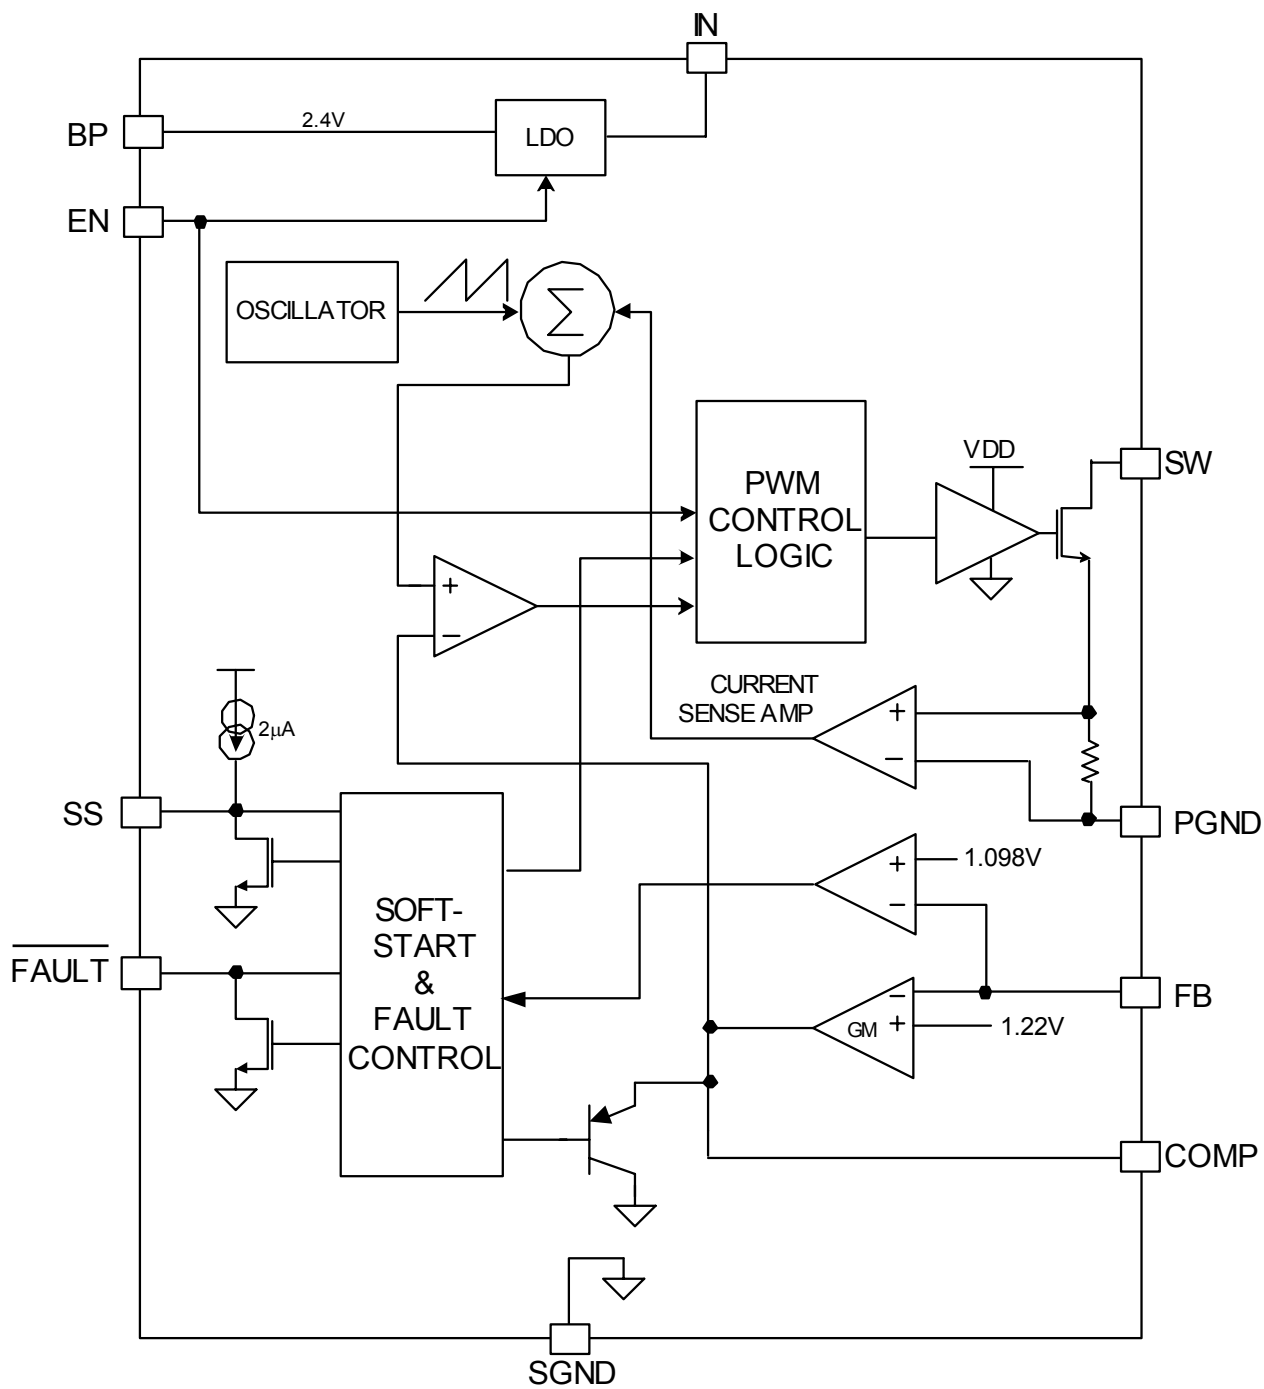 IN
BP
2.4V
LDO
EN
OSCILLATOR
Σ
PWM
CONTROL
LOGIC
VDD
SW
+
−
CURRENT
SENSE AMP
+
−
2μA
SS
PGND
+
1.098V
−
SOFT-
START
&
FAULT
CONTROL
FAULT
FB
−
GM
+
1.22V
COMP
SGND